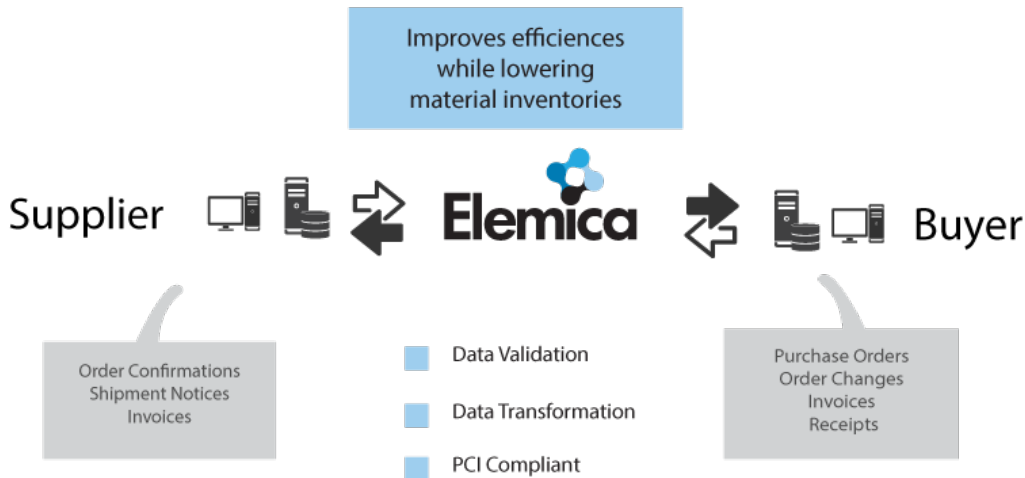 Improves efficiences
while lowering
material inventories
Supplier
Elemica
Buyer
Order Confirmations
Shipment Notices
Invoices
Data Validation
Data Transformation
PCI Compliant
Purchase Orders
Order Changes
Invoices
Receipts